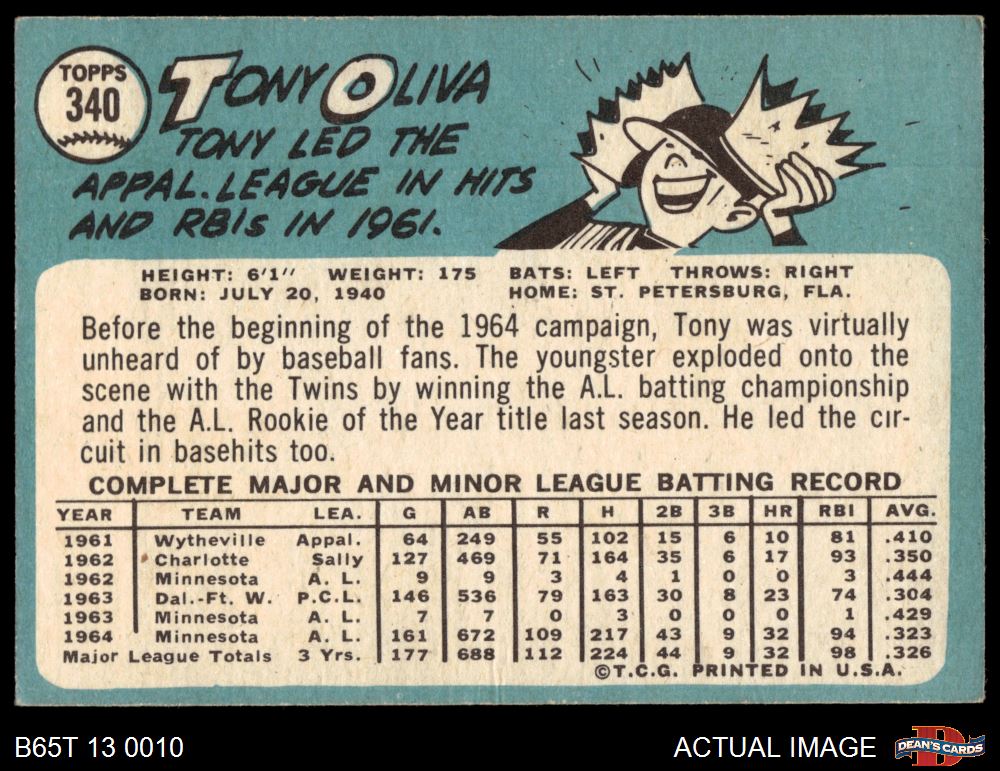 TOPPS
340
TONY OLIVA
TONY LED THE
APPAL. LEAGUE IN HITS
AND RBIs IN 1961.
HEIGHT: 6'1" WEIGHT: 175 BATS: LEFT THROWS: RIGHT
BORN: JULY 20, 1940 HOME: ST. PETERSBURG, FLA.
Before the beginning of the 1964 campaign, Tony was virtually
unheard of by baseball fans. The youngster exploded onto the
scene with the Twins by winning the A.L. batting championship
and the A.L. Rookie of the Year title last season. He led the cir-
cuit in basehits too.
COMPLETE MAJOR AND MINOR LEAGUE BATTING RECORD
YEAR TEAM LEA. G AB R H 2B 3B HR RBI AVG.
1961 Wytheville Appal. 64 249 55 102 15 6 10 81 .410
1962 Charlotte Sally 127 469 71 164 35 6 17 93 .350
1962 Minnesota A. L. 9 9 3 4 1 0 0 3 .444
1963 Dal.-Ft. W. P.C.L. 146 536 79 163 30 8 23 74 .304
1963 Minnesota A. L. 7 7 0 3 0 0 0 1 .429
1964 Minnesota A. L. 161 672 109 217 43 9 32 94 .323
Major League Totals 3 Yrs. 177 688 112 224 44 9 32 98 .326
©T.C.G. PRINTED IN U.S.A.
B65T 13 0010 ACTUAL IMAGE DEAN'S CARDS